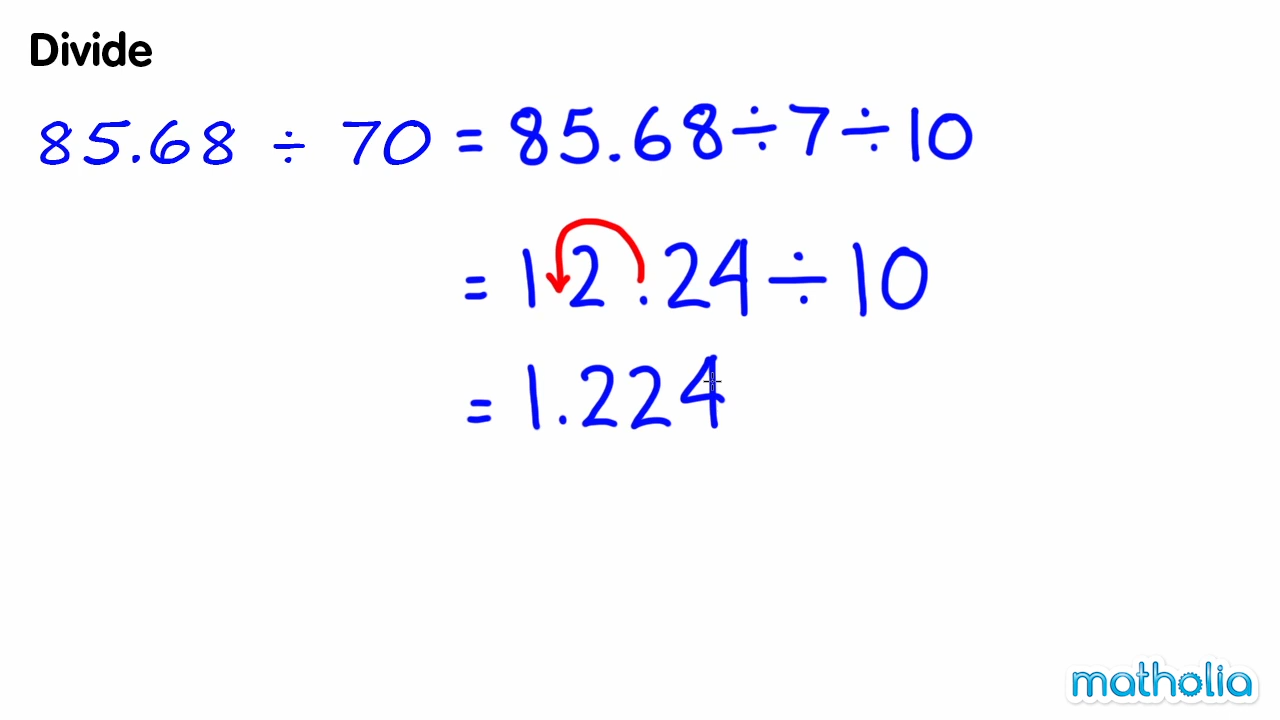 Divide
85.68 ÷ 70 = 85.68 ÷ 7 ÷ 10
= 12.24 ÷ 10
= 1.224
matholia